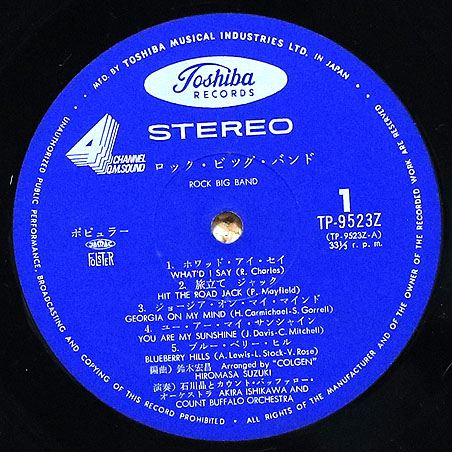 MFD. BY TOSHIBA MUSICAL INDUSTRIES LTD. IN JAPAN.
Toshiba
RECORDS
STEREO
4 CHANNEL
Q.M.SOUND
ロック・ビッグ・バンド
ROCK BIG BAND
1
TP-9523Z
(TP-9523Z-A)
33⅓ r. p. m.
ポピュラー
JASRAC
POLSTER
1. ホワッド・アイ・セイ
WHAT'D I SAY (R. Charles)
2. 旅立て ジャック
HIT THE ROAD JACK (P. Mayfield)
3. ジョージア・オン・マイ・マインド
GEORGIA ON MY MIND (H. Carmichael-S. Gorrell)
4. ユー・アー・マイ・サンシャイン
YOU ARE MY SUNSHINE (J. Davis-C. Mitchell)
5. ブルー・ベリー・ヒル
BLUEBERRY HILLS (A. Lewis-L. Stock-V. Rose)
編曲) 鈴木宏昌 Arranged by "COLGEN"
HIROMASA SUZUKI
演奏) 石川晶とカウント・バッファロー・
オーケストラ AKIRA ISHIKAWA AND
COUNT BUFFALO ORCHESTRA
UNAUTHORIZED PUBLIC PERFORMANCE, BROADCASTING AND COPYING OF THIS RECORD PROHIBITED • ALL RIGHTS OF THE MANUFACTURER AND OF THE OWNER OF THE RECORDED WORK RESERVED